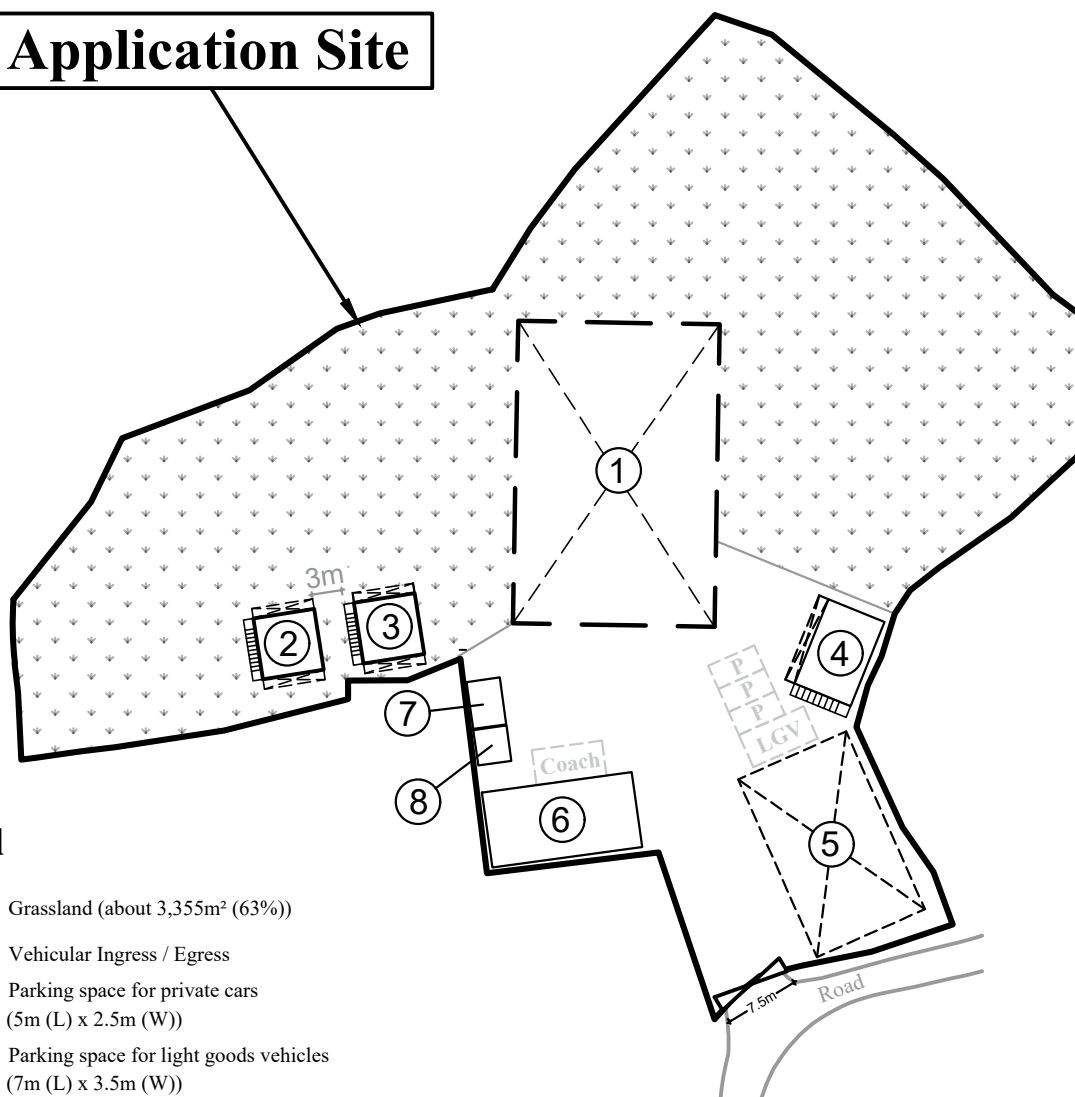 Application Site
1
3m
2
3
4
P
P
P
LGV
7
Coach
8
6
5
Grassland (about 3,355m² (63%))
Vehicular Ingress / Egress
Parking space for private cars
(5m (L) x 2.5m (W))
7.5m
Road
Parking space for light goods vehicles
(7m (L) x 3.5m (W))